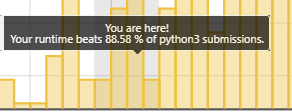 You are here!
Your runtime beats 88.58 % of python3 submissions.